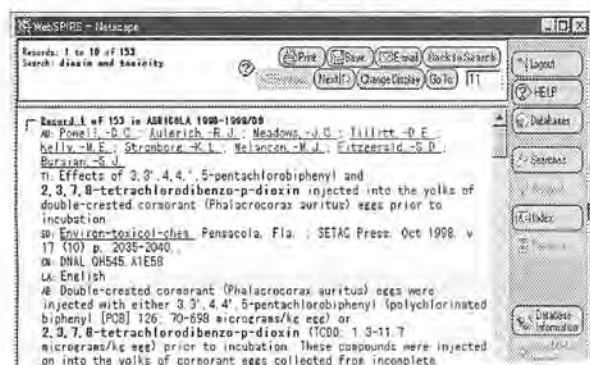 WebSPIRS - Netscape
Records: 1 to 10 of 153
Search: dioxin and toxicity
Print
Save
E-mail
Back to Search
Next
Change Display
Go To:
11
Logout
HELP
Databases
Searches
Index
Database
Information
Record 1 of 153 in AGRICOLA 1998-1999/09
AU: Powell,-D.C.; Aulerich,-R.J.; Meadows,-J.C.; Tillitt,-D.E.;
Kelly,-M.E.; Stromborg,-K.L.; Melancon,-M.J.; Fitzgerald,-S.D.;
Bursian,-S.J.
TI: Effects of 3,3',4,4',5-pentachlorobiphenyl and
2,3,7,8-tetrachlorodibenzo-p-dioxin injected into the yolks of
double-crested cormorant (Phalacrocorax auritus) eggs prior to
incubation.
SO: Environ-toxicol-chem. Pensacola, Fla. : SETAC Press. Oct 1998. v.
17 (10) p. 2035-2040.
CN: DNAL QH545.A1E58
LA: English
AB: Double-crested cormorant (Phalacrocorax auritus) eggs were
injected with either 3,3',4,4',5-pentachlorobiphenyl (polychlorinated
biphenyl [PCB] 126; 70-698 micrograms/kg egg) or
2,3,7,8-tetrachlorodibenzo-p-dioxin (TCDD; 1.3-11.7
micrograms/kg egg) prior to incubation. These compounds were injected
on into the yolks of cormorant eggs collected from incomplete